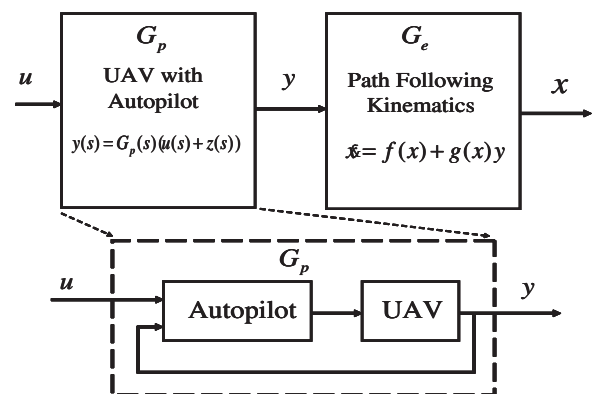 G_p
UAV with
Autopilot
y(s) = G_p(s)(u(s) + z(s))
u
y
G_e
Path Following
Kinematics
x&= f(x) + g(x)y
x
G_p
u
Autopilot
UAV
y